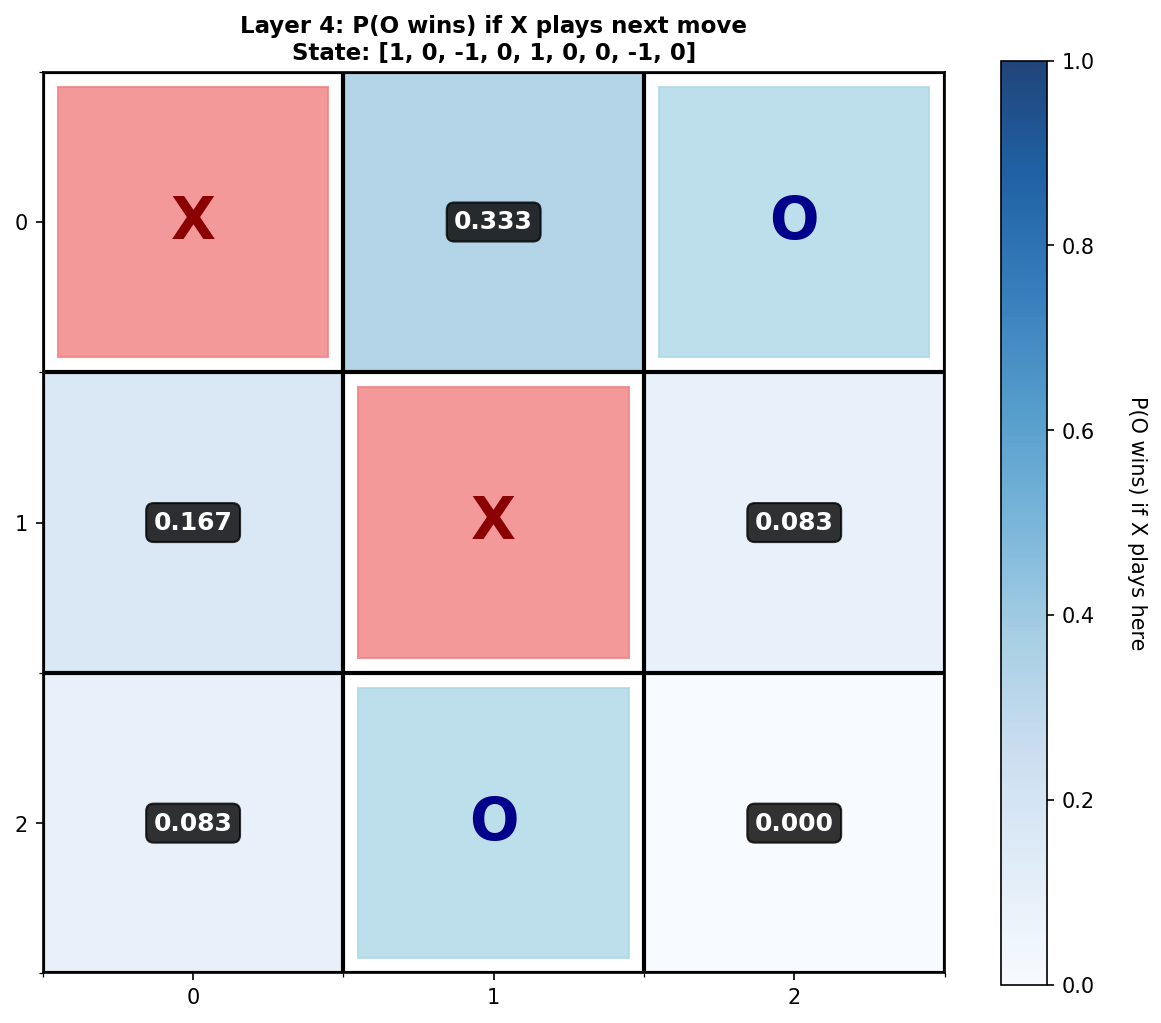 Layer 4: P(O wins) if X plays next move
State: [1, 0, -1, 0, 1, 0, 0, -1, 0]
X
0.333
O
0.167
X
0.083
0.083
O
0.000
0
1
2
0
1
2
1.0
0.8
0.6
0.4
0.2
0.0
P(O wins) if X plays here